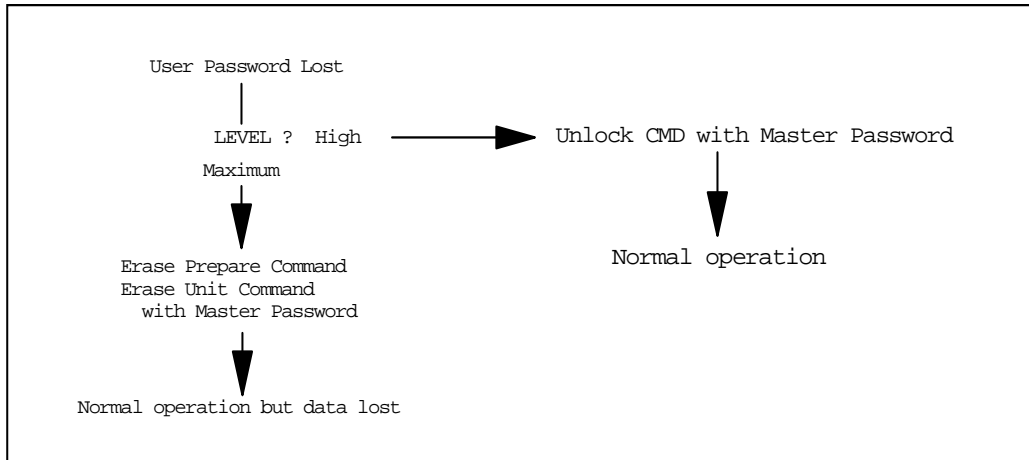 User Password Lost
LEVEL ? High
Unlock CMD with Master Password
Maximum
Normal operation
Erase Prepare Command
Erase Unit Command
with Master Password
Normal operation but data lost